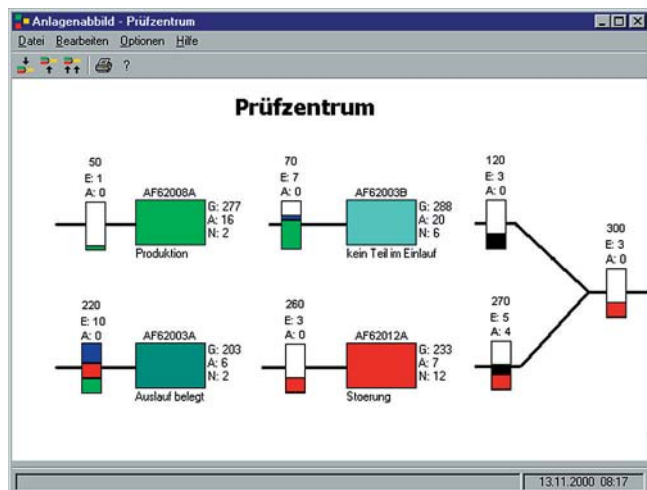 Anlagenabbild - Prüfzentrum
Datei Bearbeiten Optionen Hilfe
?
Prüfzentrum
50
E: 1
A: 0
AF62008A
G: 277
A: 16
N: 2
Produktion
70
E: 7
A: 0
AF62003B
G: 288
A: 20
N: 6
kein Teil im Einlauf
120
E: 3
A: 0
300
E: 3
A: 0
220
E: 10
A: 0
AF62003A
G: 203
A: 6
N: 2
Auslauf belegt
260
E: 3
A: 0
AF62012A
G: 233
A: 7
N: 12
Stoerung
270
E: 5
A: 4
13.11.2000 08:17